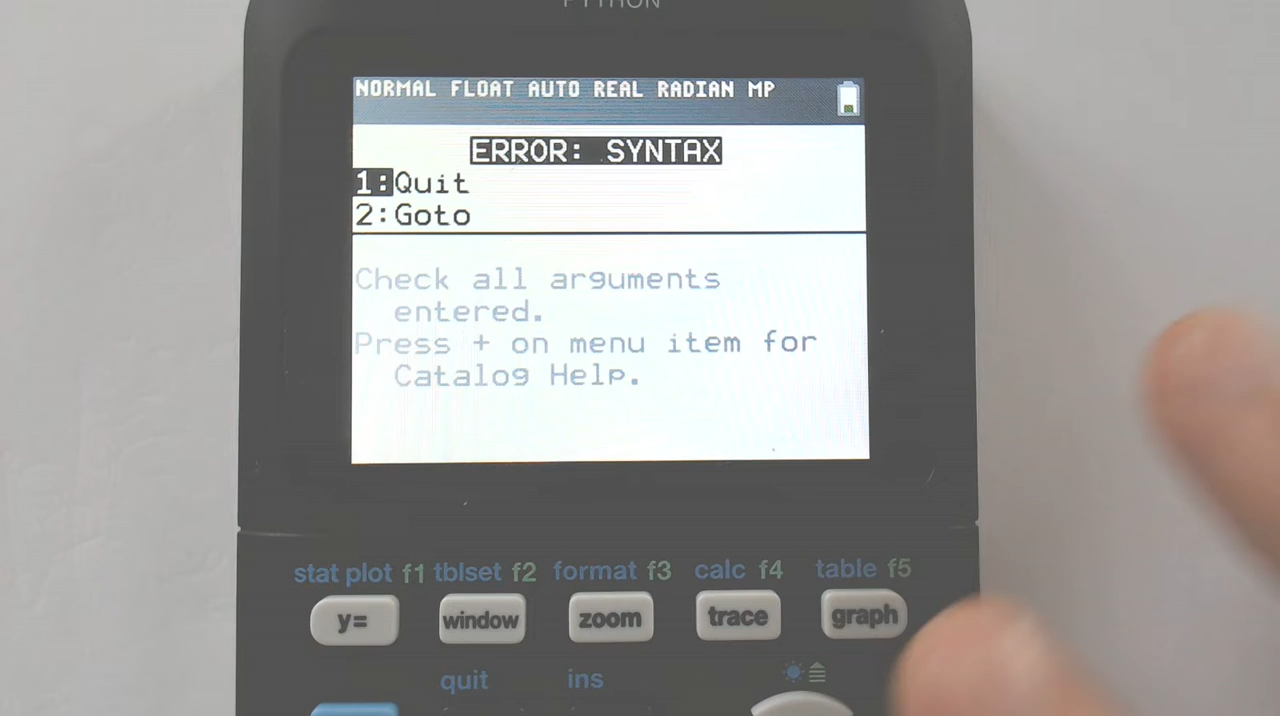 PYTHON
NORMAL FLOAT AUTO REAL RADIAN MP
ERROR: SYNTAX
1:Quit
2:Goto
Check all arguments
entered.
Press + on menu item for
Catalog Help.
stat plot f1 tblset f2 format f3 calc f4 table f5
y= window zoom trace graph
quit ins